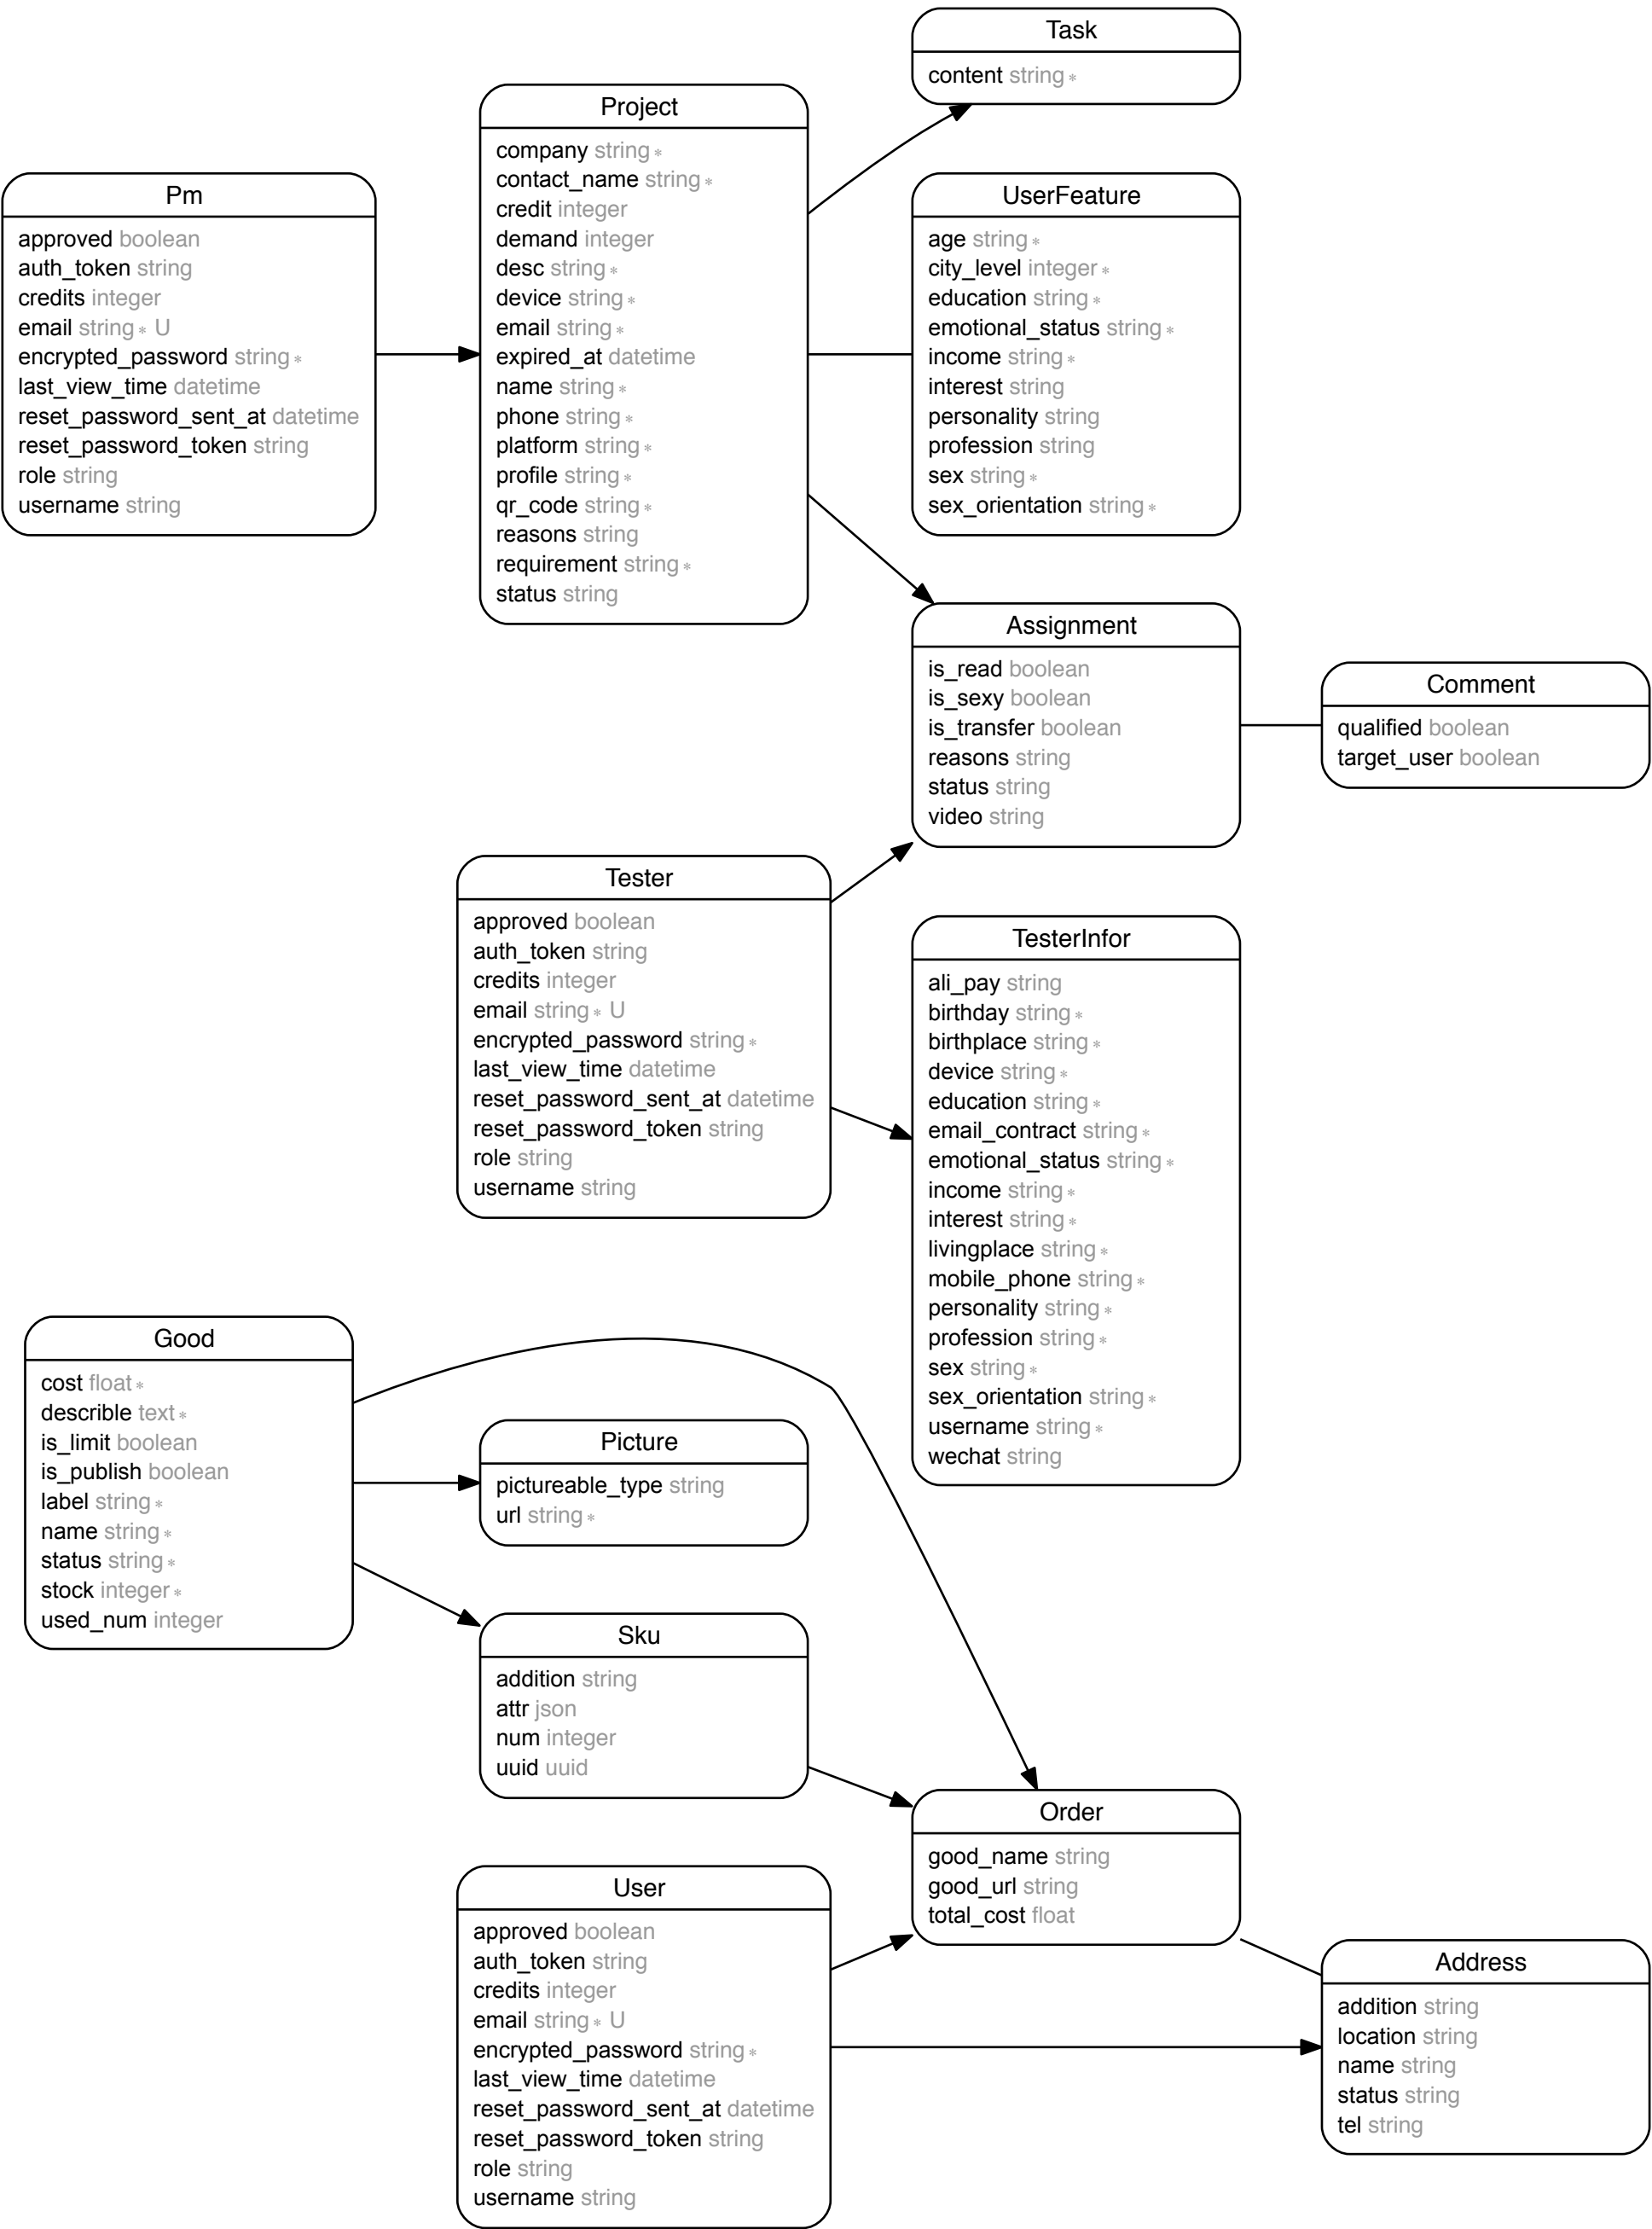 Task
content string *
Project
company string *
contact_name string *
credit integer
demand integer
desc string *
device string *
email string *
expired_at datetime
name string *
phone string *
platform string *
profile string *
qr_code string *
reasons string
requirement string *
status string
Pm
approved boolean
auth_token string
credits integer
email string * U
encrypted_password string *
last_view_time datetime
reset_password_sent_at datetime
reset_password_token string
role string
username string
UserFeature
age string *
city_level integer *
education string *
emotional_status string *
income string *
interest string
personality string
profession string
sex string *
sex_orientation string *
Assignment
is_read boolean
is_sexy boolean
is_transfer boolean
reasons string
status string
video string
Comment
qualified boolean
target_user boolean
Tester
approved boolean
auth_token string
credits integer
email string * U
encrypted_password string *
last_view_time datetime
reset_password_sent_at datetime
reset_password_token string
role string
username string
TesterInfor
ali_pay string
birthday string *
birthplace string *
device string *
education string *
email_contract string *
emotional_status string *
income string *
interest string *
livingplace string *
mobile_phone string *
personality string *
profession string *
sex string *
sex_orientation string *
username string *
wechat string
Good
cost float *
describle text *
is_limit boolean
is_publish boolean
label string *
name string *
status string *
stock integer *
used_num integer
Picture
pictureable_type string
url string *
Sku
addition string
attr json
num integer
uuid uuid
Order
good_name string
good_url string
total_cost float
User
approved boolean
auth_token string
credits integer
email string * U
encrypted_password string *
last_view_time datetime
reset_password_sent_at datetime
reset_password_token string
role string
username string
Address
addition string
location string
name string
status string
tel string